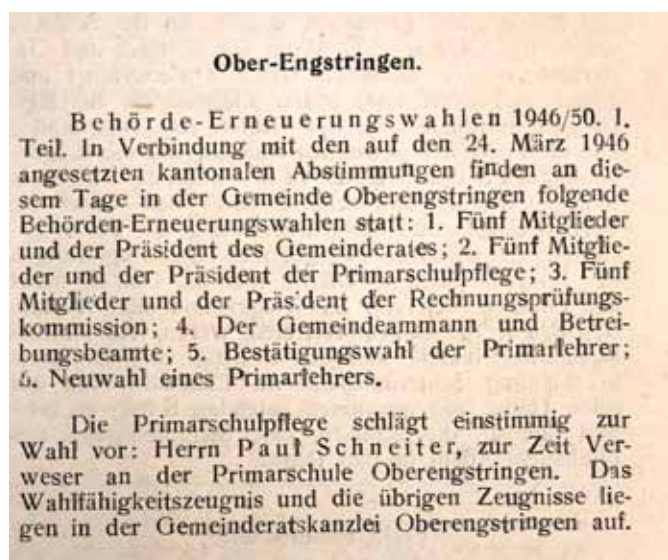 Ober-Engstringen.
Behörde-Erneuerungswahlen 1946/50. 1.
Teil. In Verbindung mit den auf den 24. März 1946
angesetzten kantonalen Abstimmungen finden an die-
sem Tage in der Gemeinde Oberengstringen folgende
Behörden-Erneuerungswahlen statt: 1. Fünf Mitglieder
und der Präsident des Gemeinderates; 2. Fünf Mitglie-
der und der Präsident der Primarschulpflege; 3. Fünf
Mitglieder und der Präsident der Rechnungsprüfungs-
kommission; 4. Der Gemeindeammann und Betrei-
bungsbeamte; 5. Bestätigungswahl der Primarlehrer;
6. Neuwahl eines Primarlehrers.
Die Primarschulpflege schlägt einstimmig zur
Wahl vor: Herrn Paul Schneiter, zur Zeit Ver-
weser an der Primarschule Oberengstringen. Das
Wahlfähigkeitszeugnis und die übrigen Zeugnisse lie-
gen in der Gemeinderatskanzlei Oberengstringen auf.